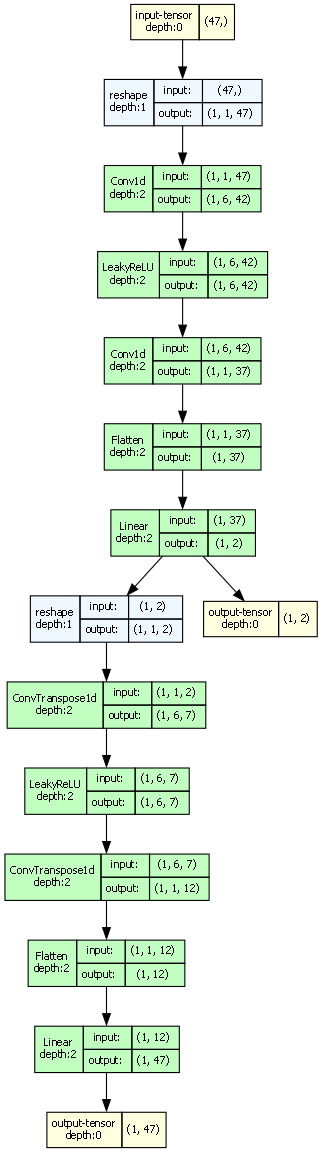 input-tensor
depth:0
(47,)
reshape
depth:1
input:
(47,)
output:
(1, 1, 47)
Conv1d
depth:2
input:
(1, 1, 47)
output:
(1, 6, 42)
LeakyReLU
depth:2
input:
(1, 6, 42)
output:
(1, 6, 42)
Conv1d
depth:2
input:
(1, 6, 42)
output:
(1, 1, 37)
Flatten
depth:2
input:
(1, 1, 37)
output:
(1, 37)
Linear
depth:2
input:
(1, 37)
output:
(1, 2)
reshape
depth:1
input:
(1, 2)
output:
(1, 1, 2)
output-tensor
depth:0
(1, 2)
ConvTranspose1d
depth:2
input:
(1, 1, 2)
output:
(1, 6, 7)
LeakyReLU
depth:2
input:
(1, 6, 7)
output:
(1, 6, 7)
ConvTranspose1d
depth:2
input:
(1, 6, 7)
output:
(1, 1, 12)
Flatten
depth:2
input:
(1, 1, 12)
output:
(1, 12)
Linear
depth:2
input:
(1, 12)
output:
(1, 47)
output-tensor
depth:0
(1, 47)